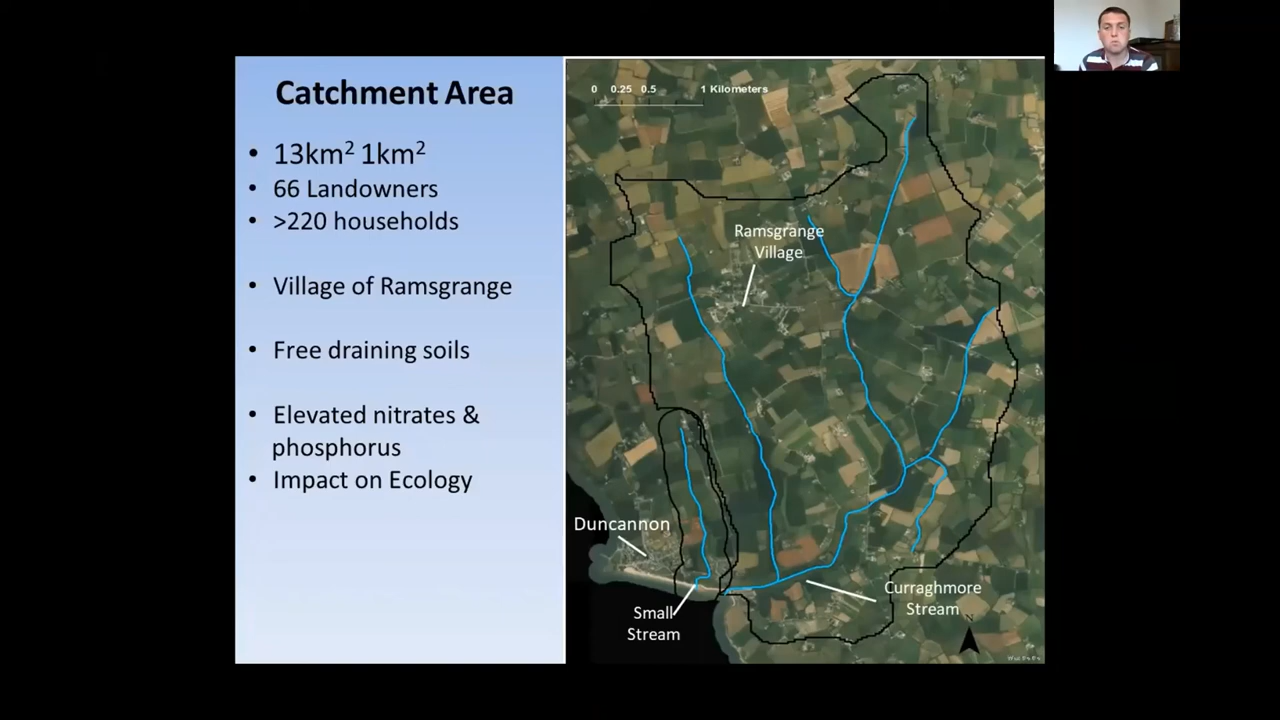 Catchment Area
• 13km² 1km²
• 66 Landowners
• >220 households
• Village of Ramsgrange
• Free draining soils
• Elevated nitrates &
phosphorus
• Impact on Ecology
0 0.25 0.5 1 Kilometers
Ramsgrange
Village
Duncannon
Small
Stream
Curraghmore
Stream
N